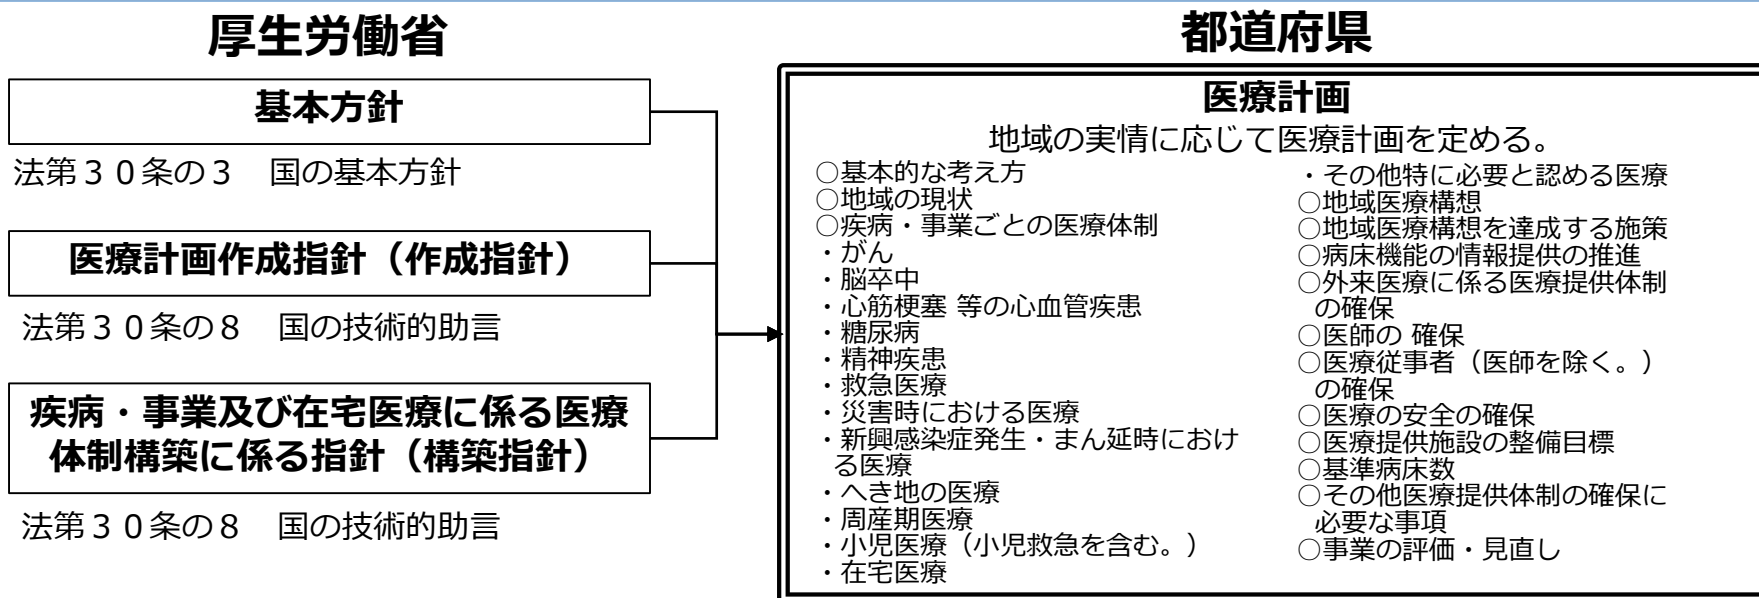 厚生労働省
基本方針
法第３０条の３　国の基本方針
医療計画作成指針（作成指針）
法第３０条の８　国の技術的助言
疾病・事業及び在宅医療に係る医療
体制構築に係る指針（構築指針）
法第３０条の８　国の技術的助言
都道府県
医療計画
地域の実情に応じて医療計画を定める。
○基本的な考え方
○地域の現状
○疾病・事業ごとの医療体制
・がん
・脳卒中
・心筋梗塞 等の心血管疾患
・糖尿病
・精神疾患
・救急医療
・災害時における医療
・新興感染症発生・まん延時におけ
る医療
・へき地の医療
・周産期医療
・小児医療（小児救急を含む。）
・在宅医療
・その他特に必要と認める医療
○地域医療構想
○地域医療構想を達成する施策
○病床機能の情報提供の推進
○外来医療に係る医療提供体制
の確保
○医師の 確保
○医療従事者（医師を除く。）
の確保
○医療の安全の確保
○医療提供施設の整備目標
○基準病床数
○その他医療提供体制の確保に
必要な事項
○事業の評価・見直し